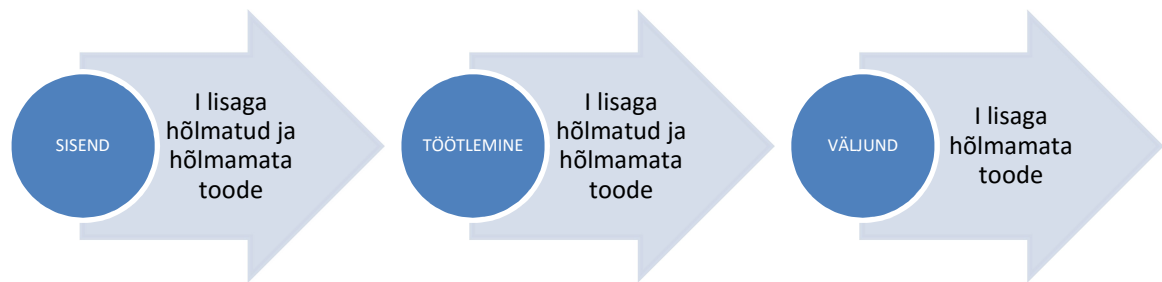 SISEND
I lisaga
hõlmatud ja
hõlmamata
toode
TÖÖTLEMINE
I lisaga
hõlmatud ja
hõlmamata
toode
VÄLJUND
I lisaga
hõlmamata
toode